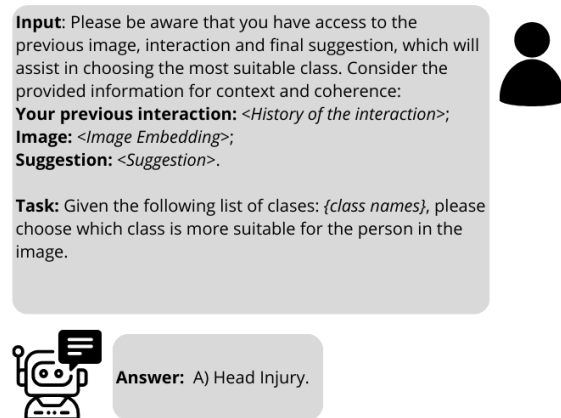 Input: Please be aware that you have access to the
previous image, interaction and final suggestion, which will
assist in choosing the most suitable class. Consider the
provided information for context and coherence:
Your previous interaction: <History of the interaction>;
Image: <Image Embedding>;
Suggestion: <Suggestion>.
Task: Given the following list of clases: {class names}, please
choose which class is more suitable for the person in the
image.
Answer: A) Head Injury.